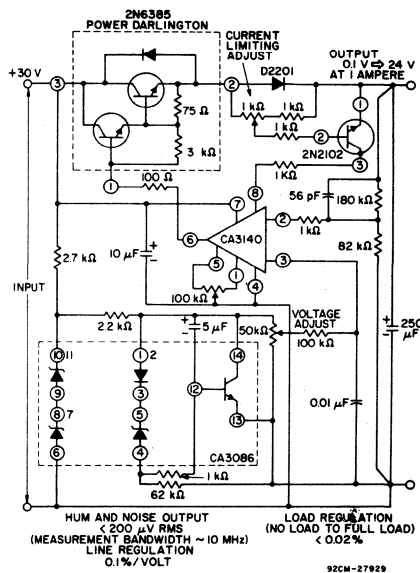 2N6385
POWER DARLINGTON
CURRENT
LIMITING
ADJUST
OUTPUT
0.1 V ⇨ 24 V
AT 1 AMPERE
+30 V
3
2
D2201
75 Ω
1 kΩ
1 kΩ
1
1 kΩ
2
2N2102
3 kΩ
3
1
100 Ω
8
1 KΩ
56 pF
180 kΩ
7
6
CA3140
2
1 kΩ
2.7 kΩ
10 μF
+
-
5
1
4
3
82 kΩ
100 kΩ
INPUT
2.2 kΩ
+
-
5 μF
50kΩ
VOLTAGE
ADJUST
100 kΩ
+
-
250
μF
10
11
1
2
14
9
3
12
8
7
5
0.01 μF
13
6
4
CA3086
1 kΩ
62 kΩ
HUM AND NOISE OUTPUT
< 200 μV RMS
(MEASUREMENT BANDWIDTH ~ 10 MHz)
LINE REGULATION
0.1%/VOLT
LOAD REGULATION
(NO LOAD TO FULL LOAD)
< 0.02%
92CM-27929